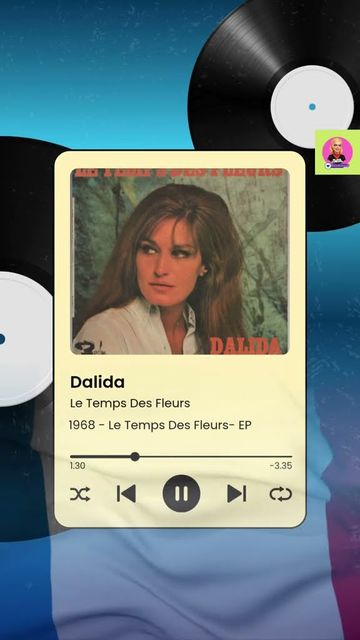 LE TEMPS DES FLEURS
DALIDA
Dalida
Le Temps Des Fleurs
1968 - Le Temps Des Fleurs- EP
1.30
-3.35